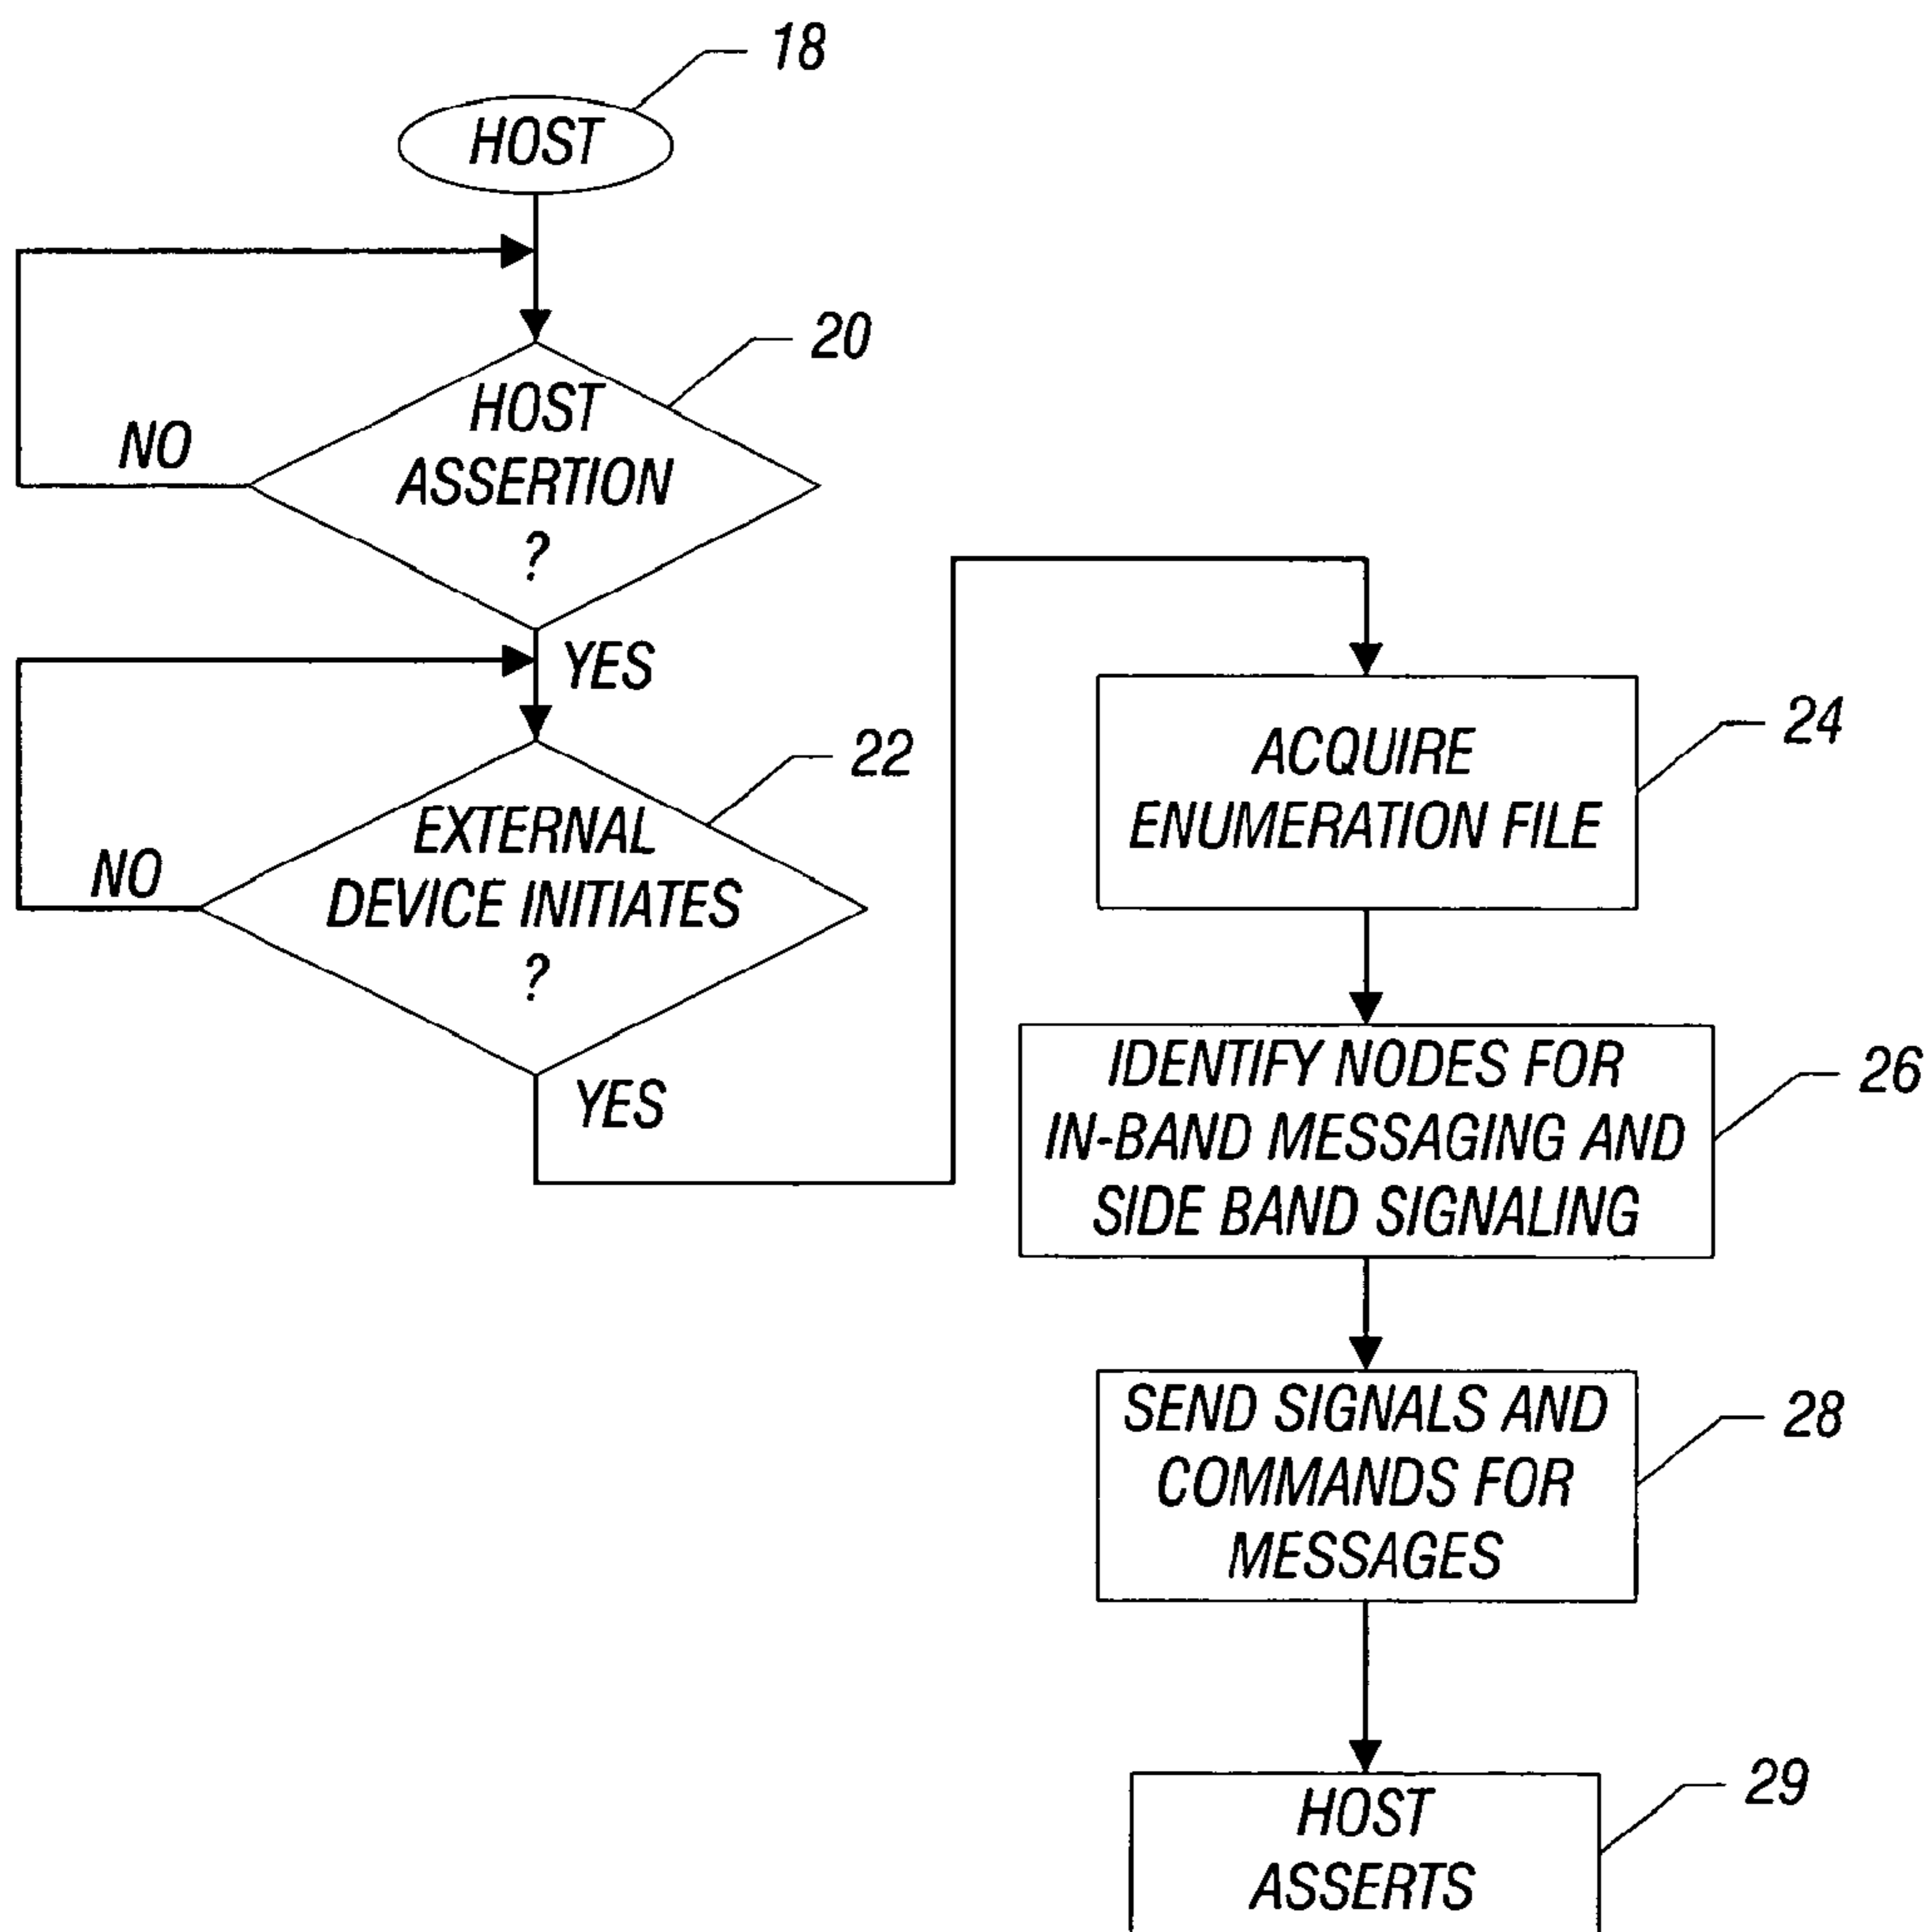 18
HOST
20
HOST
ASSERTION
?
NO
YES
22
EXTERNAL
DEVICE INITIATES
?
NO
YES
24
ACQUIRE
ENUMERATION FILE
26
IDENTIFY NODES FOR
IN-BAND MESSAGING AND
SIDE BAND SIGNALING
28
SEND SIGNALS AND
COMMANDS FOR
MESSAGES
29
HOST
ASSERTS